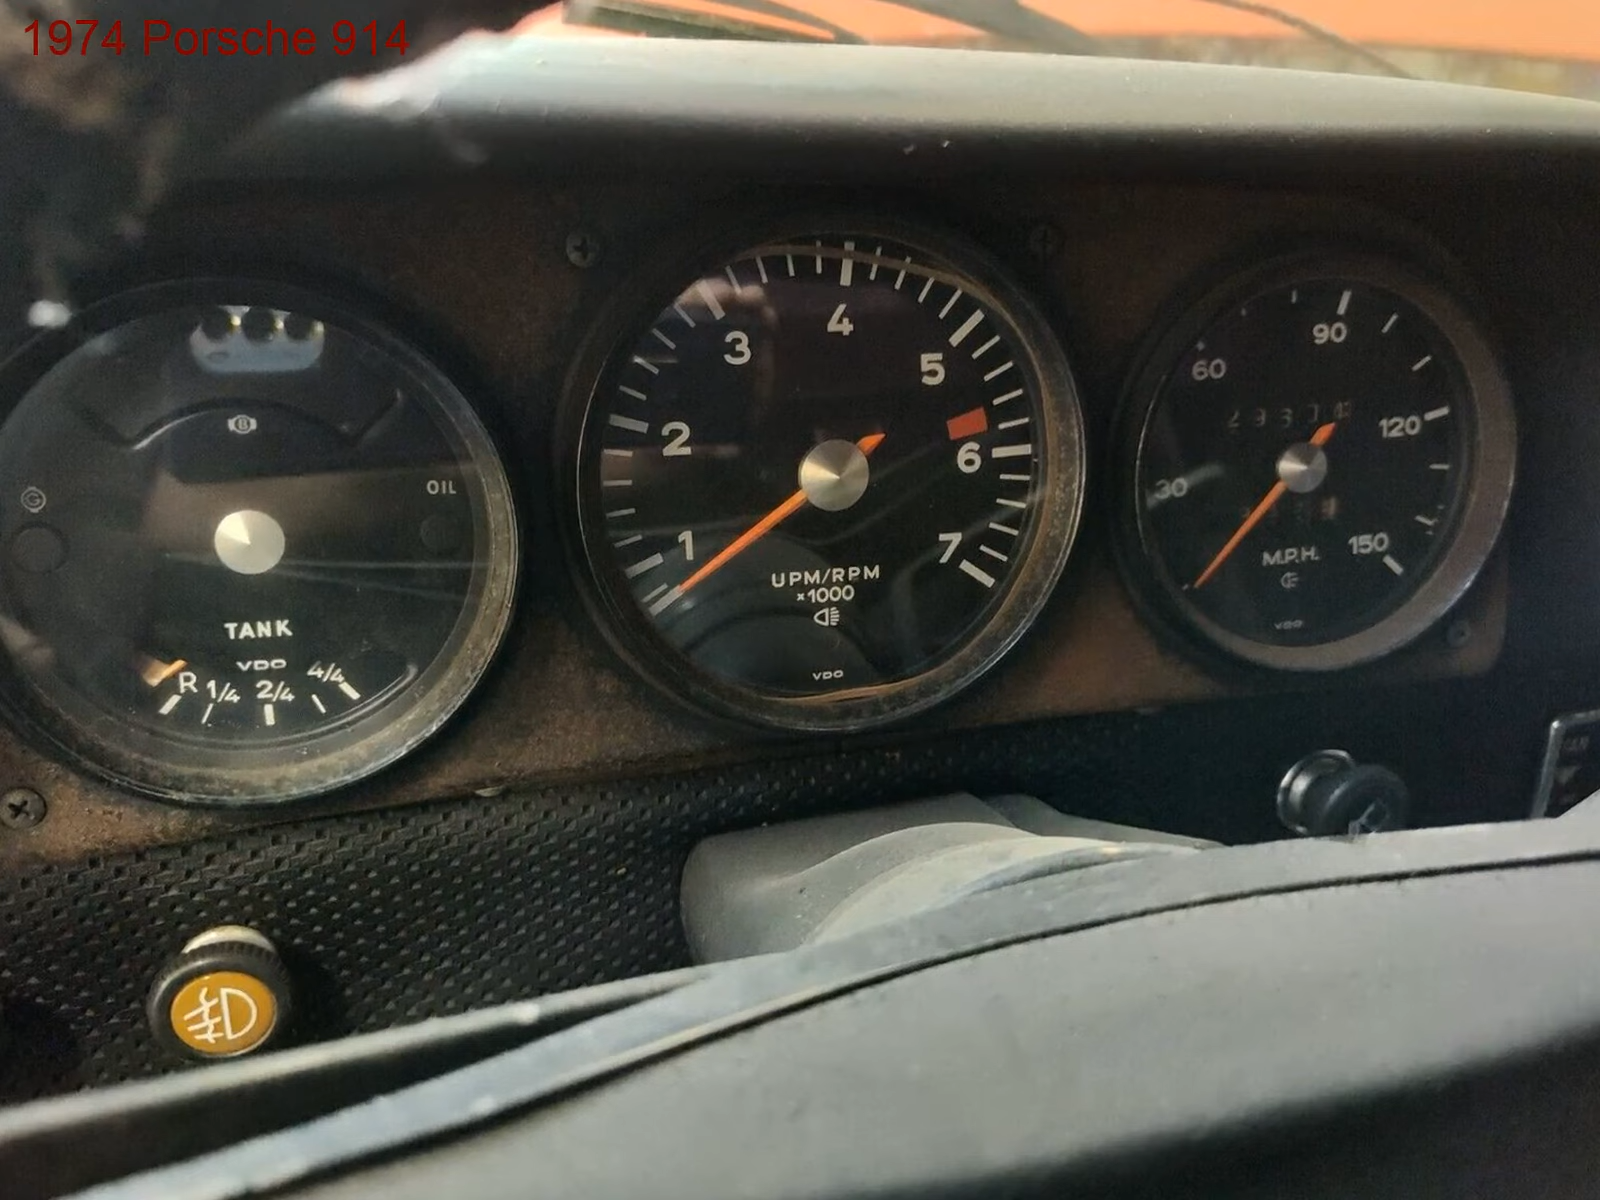 1974 Porsche 914
B
G
OIL
TANK
VDO
R 1/4 2/4 4/4
1 2 3 4 5 6 7
UPM/RPM
×1000
VDO
30 60 90 120 150
M.P.H.
VDO